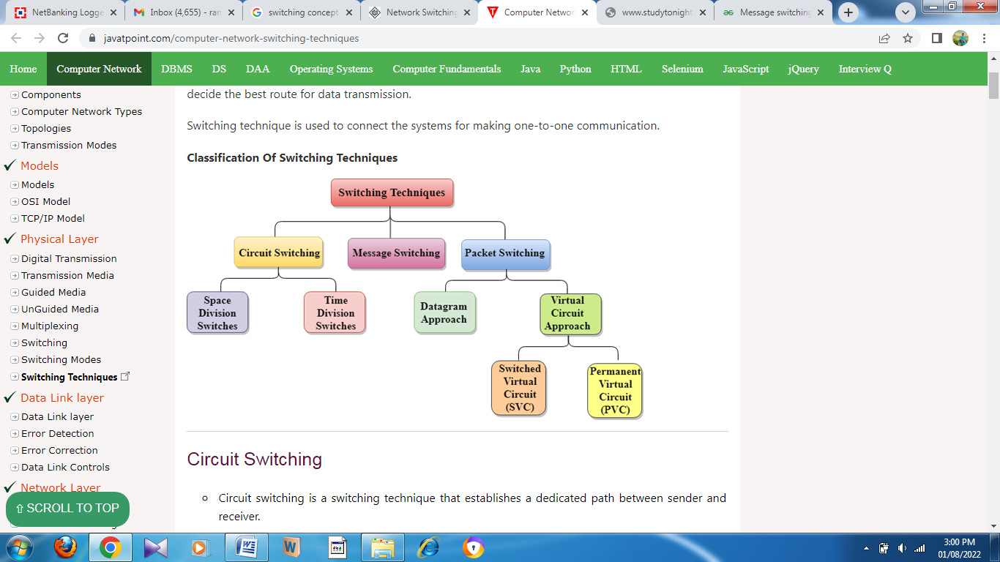 NetBanking Logge
Inbox (4,655) - ran
switching concept
Network Switching
Computer Networ
www.studytonight.
Message switching
javatpoint.com/computer-network-switching-techniques
Home
Computer Network
DBMS
DS
DAA
Operating Systems
Computer Fundamentals
Java
Python
HTML
Selenium
JavaScript
jQuery
Interview Q
Components
Computer Network Types
Topologies
Transmission Modes
Models
Models
OSI Model
TCP/IP Model
Physical Layer
Digital Transmission
Transmission Media
Guided Media
UnGuided Media
Multiplexing
Switching
Switching Modes
Switching Techniques
Data Link layer
Data Link layer
Error Detection
Error Correction
Data Link Controls
Network Layer
⇧ SCROLL TO TOP
decide the best route for data transmission.
Switching technique is used to connect the systems for making one-to-one communication.
Classification Of Switching Techniques
Switching Techniques
Circuit Switching
Message Switching
Packet Switching
Space
Division
Switches
Time
Division
Switches
Datagram
Approach
Virtual
Circuit
Approach
Switched
Virtual
Circuit
(SVC)
Permanent
Virtual
Circuit
(PVC)
Circuit Switching
Circuit switching is a switching technique that establishes a dedicated path between sender and
receiver.
3:00 PM
01/08/2022